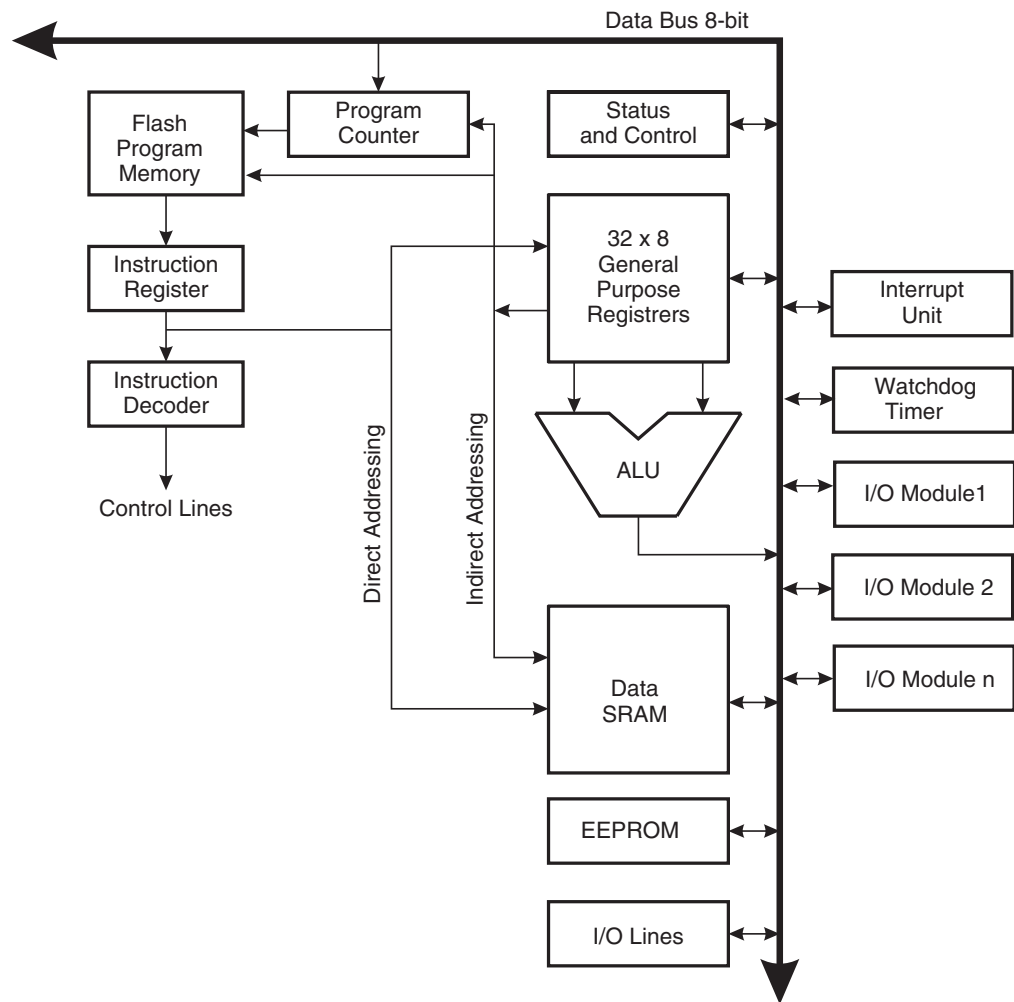 Data Bus 8-bit
Flash
Program
Memory
Program
Counter
Status
and Control
Instruction
Register
32 x 8
General
Purpose
Registrers
Interrupt
Unit
Instruction
Decoder
Watchdog
Timer
Control Lines
Direct Addressing
Indirect Addressing
ALU
I/O Module1
I/O Module 2
Data
SRAM
I/O Module n
EEPROM
I/O Lines